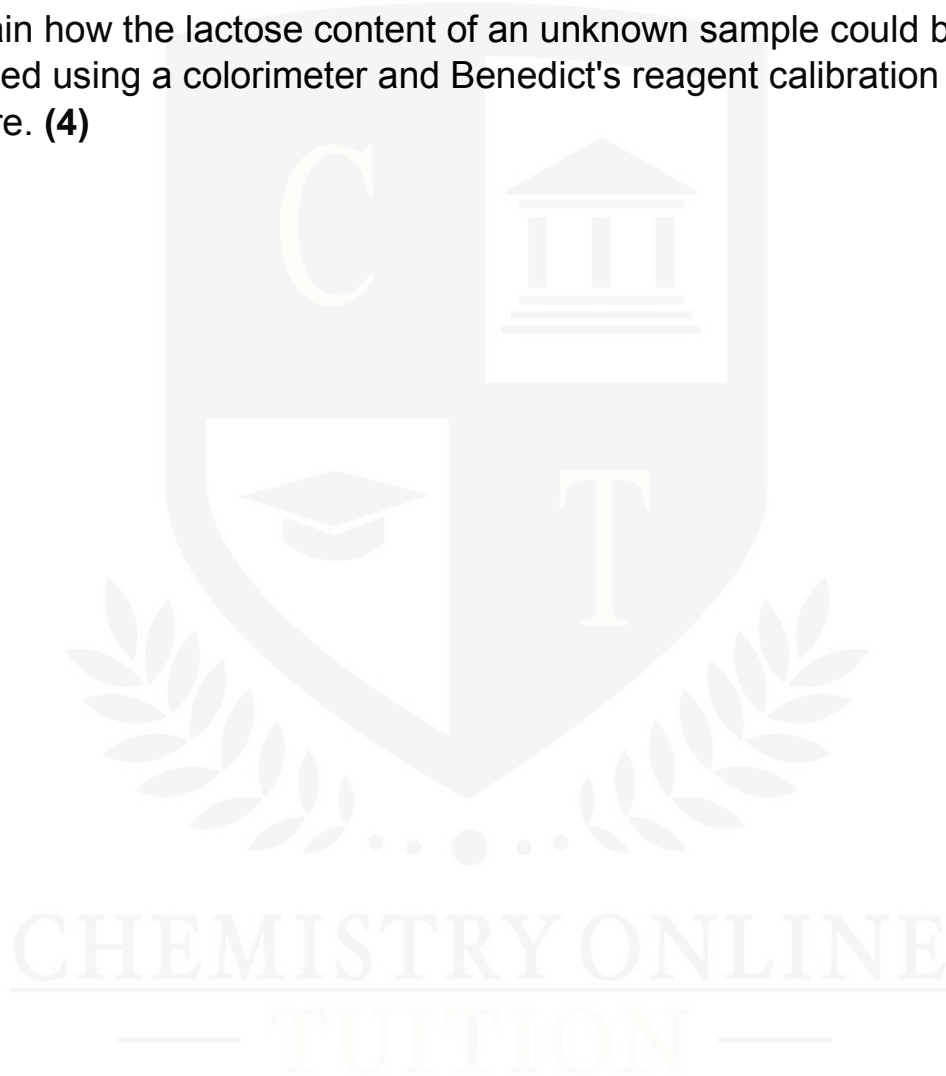 ain how the lactose content of an unknown sample could b
ed using a colorimeter and Benedict's reagent calibration
re. (4)
C
T
CHEMISTRY ONLINE
TUITION